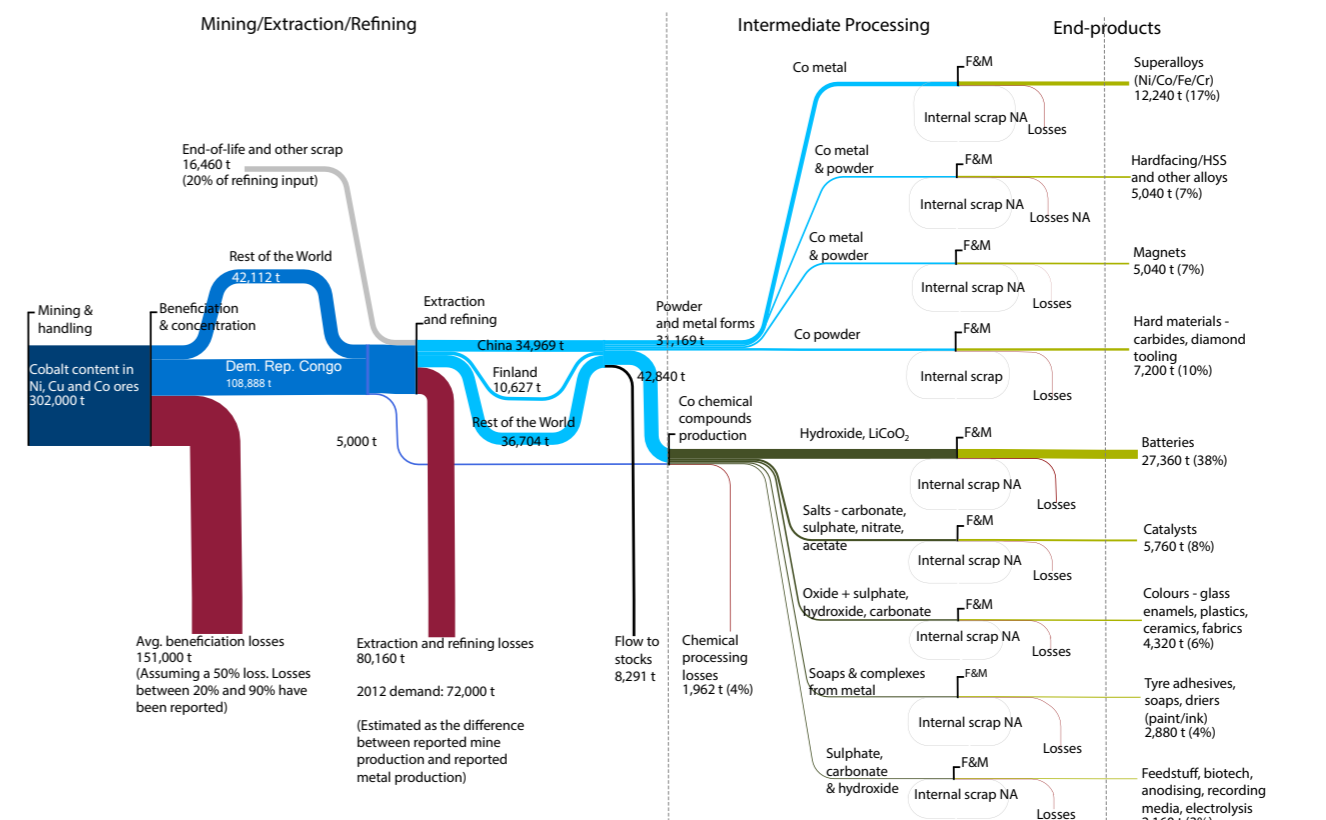 Mining/Extraction/Refining
Intermediate Processing
End-products
End-of-life and other scrap
16,460 t
(20% of refining input)
Rest of the World
42,112 t
Mining &
handling
Beneficiation
& concentration
Extraction
and refining
Cobalt content in
Ni, Cu and Co ores
302,000 t
Dem. Rep. Congo
108,888 t
China 34,969 t
Finland
10,627 t
Rest of the World
36,704 t
5,000 t
Powder
and metal forms
31,169 t
42,840 t
Co chemical
compounds
production
Avg. beneficiation losses
151,000 t
(Assuming a 50% loss. Losses
between 20% and 90% have
been reported)
Extraction and refining losses
80,160 t
2012 demand: 72,000 t
(Estimated as the difference
between reported mine
production and reported
metal production)
Flow to
stocks
8,291 t
Chemical
processing
losses
1,962 t (4%)
Co metal
F&M
Internal scrap NA
Losses
Superalloys
(Ni/Co/Fe/Cr)
12,240 t (17%)
Co metal
& powder
F&M
Internal scrap NA
Losses NA
Hardfacing/HSS
and other alloys
5,040 t (7%)
Co metal
& powder
F&M
Internal scrap NA
Losses
Magnets
5,040 t (7%)
Co powder
F&M
Internal scrap
Losses
Hard materials -
carbides, diamond
tooling
7,200 t (10%)
Hydroxide, LiCoO₂
F&M
Internal scrap NA
Losses
Batteries
27,360 t (38%)
Salts - carbonate,
sulphate, nitrate,
acetate
F&M
Internal scrap NA
Losses
Catalysts
5,760 t (8%)
Oxide + sulphate,
hydroxide, carbonate
F&M
Internal scrap NA
Losses
Colours - glass
enamels, plastics,
ceramics, fabrics
4,320 t (6%)
Soaps & complexes
from metal
F&M
Internal scrap NA
Losses
Tyre adhesives,
soaps, driers
(paint/ink)
2,880 t (4%)
Sulphate,
carbonate
& hydroxide
F&M
Internal scrap NA
Losses
Feedstuff, biotech,
anodising, recording
media, electrolysis